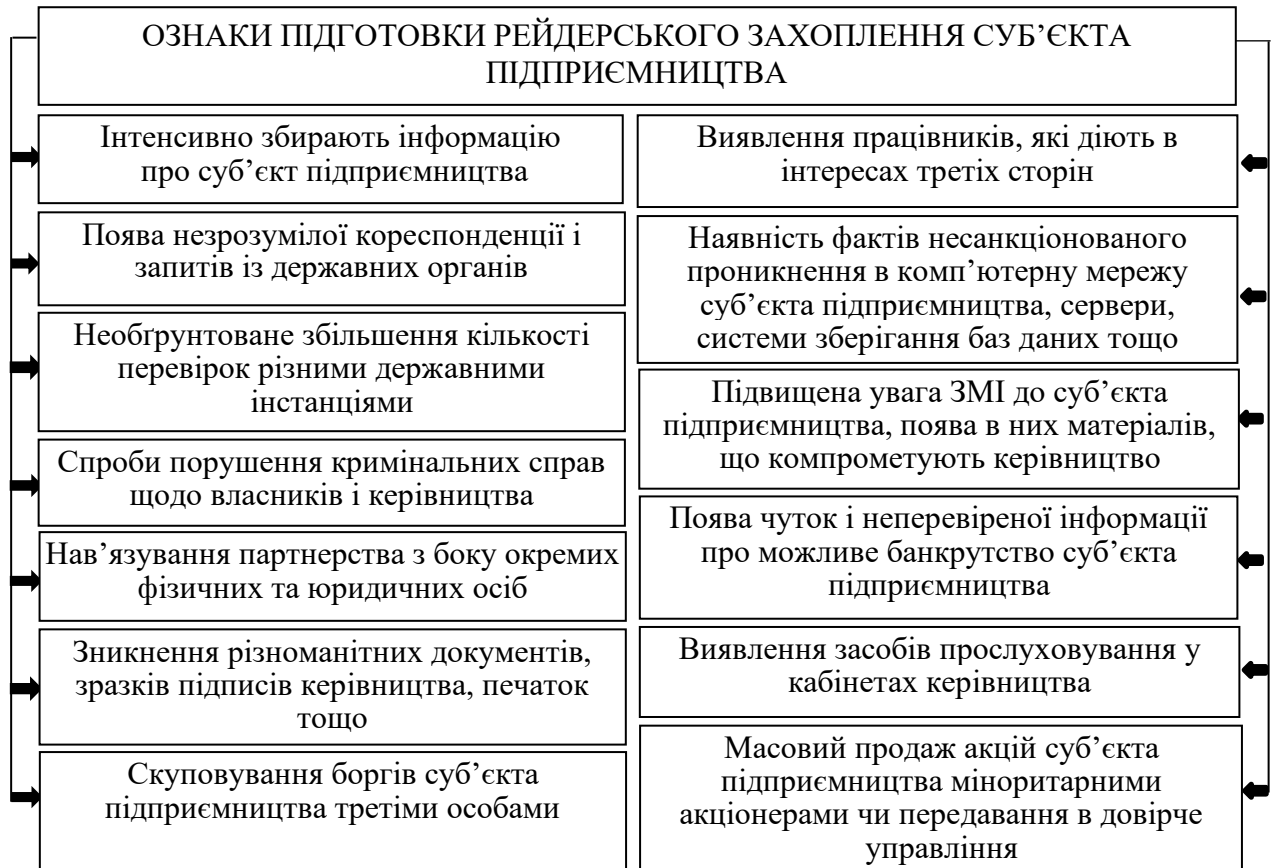 ОЗНАКИ ПІДГОТОВКИ РЕЙДЕРСЬКОГО ЗАХОПЛЕННЯ СУБ’ЄКТА
ПІДПРИЄМНИЦТВА
Інтенсивно збирають інформацію
про суб’єкт підприємництва
Поява незрозумілої кореспонденції і
запитів із державних органів
Необґрунтоване збільшення кількості
перевірок різними державними
інстанціями
Спроби порушення кримінальних справ
щодо власників і керівництва
Нав’язування партнерства з боку окремих
фізичних та юридичних осіб
Зникнення різноманітних документів,
зразків підписів керівництва, печаток
тощо
Скуповування боргів суб’єкта
підприємництва третіми особами
Виявлення працівників, які діють в
інтересах третіх сторін
Наявність фактів несанкціонованого
проникнення в комп’ютерну мережу
суб’єкта підприємництва, сервери,
системи зберігання баз даних тощо
Підвищена увага ЗМІ до суб’єкта
підприємництва, поява в них матеріалів,
що компрометують керівництво
Поява чуток і неперевіреної інформації
про можливе банкрутство суб’єкта
підприємництва
Виявлення засобів прослуховування у
кабінетах керівництва
Масовий продаж акцій суб’єкта
підприємництва міноритарними
акціонерами чи передавання в довірче
управління